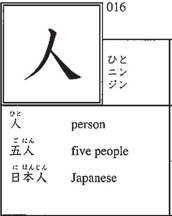 016
人
ひと
ニン
ジン
ひと
人 person
ご にん
五人 five people
に ほんじん
日本人 Japanese